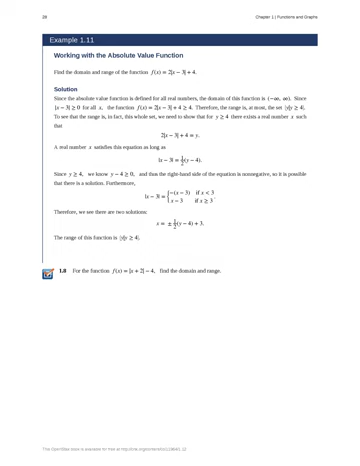 28
Chapter 1 | Functions and Graphs
Example 1.11
Working with the Absolute Value Function
Find the domain and range of the function f(x) = 2|x − 3| + 4.
Solution
Since the absolute value function is defined for all real numbers, the domain of this function is (−∞, ∞). Since
|x − 3| ≥ 0 for all x, the function f(x) = 2|x − 3| + 4 ≥ 4. Therefore, the range is, at most, the set {y|y ≥ 4}.
To see that the range is, in fact, this whole set, we need to show that for y ≥ 4 there exists a real number x such
that
2|x − 3| + 4 = y.
A real number x satisfies this equation as long as
|x − 3| = 1/2(y − 4).
Since y ≥ 4, we know y − 4 ≥ 0, and thus the right-hand side of the equation is nonnegative, so it is possible
that there is a solution. Furthermore,
|x − 3| = { −(x − 3) if x < 3
x − 3 if x ≥ 3 .
Therefore, we see there are two solutions:
x = ± 1/2(y − 4) + 3.
The range of this function is {y|y ≥ 4}.
1.8 For the function f(x) = |x + 2| − 4, find the domain and range.
This OpenStax book is available for free at